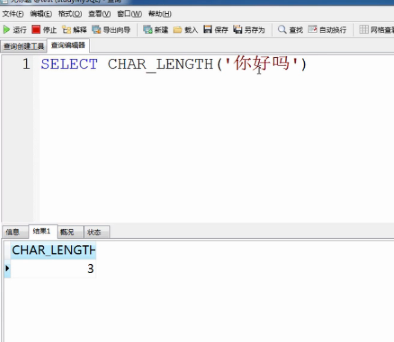 文件(F) 编辑(E) 格式(O) 查看(V) 窗口(W) 帮助(H)
运行 停止 解释 导出向导 新建 载入 保存 另存为 查找 自动换行 网格查看
查询创建工具 查询编辑器
1 SELECT CHAR_LENGTH('你好吗')
信息 结果1 概况 状态
CHAR_LENGTH
3